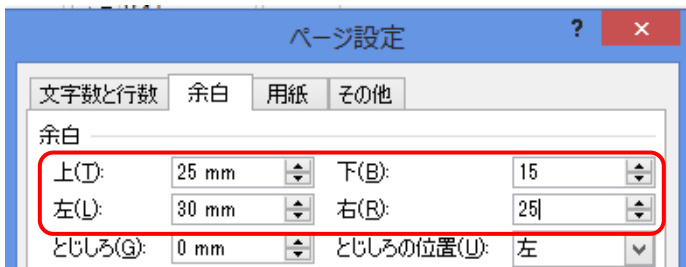 ページ設定
? ×
文字数と行数 余白 用紙 その他
余白
上(T): 25 mm 下(B): 15
左(L): 30 mm 右(R): 25
とじしろ(G): 0 mm とじしろの位置(U): 左